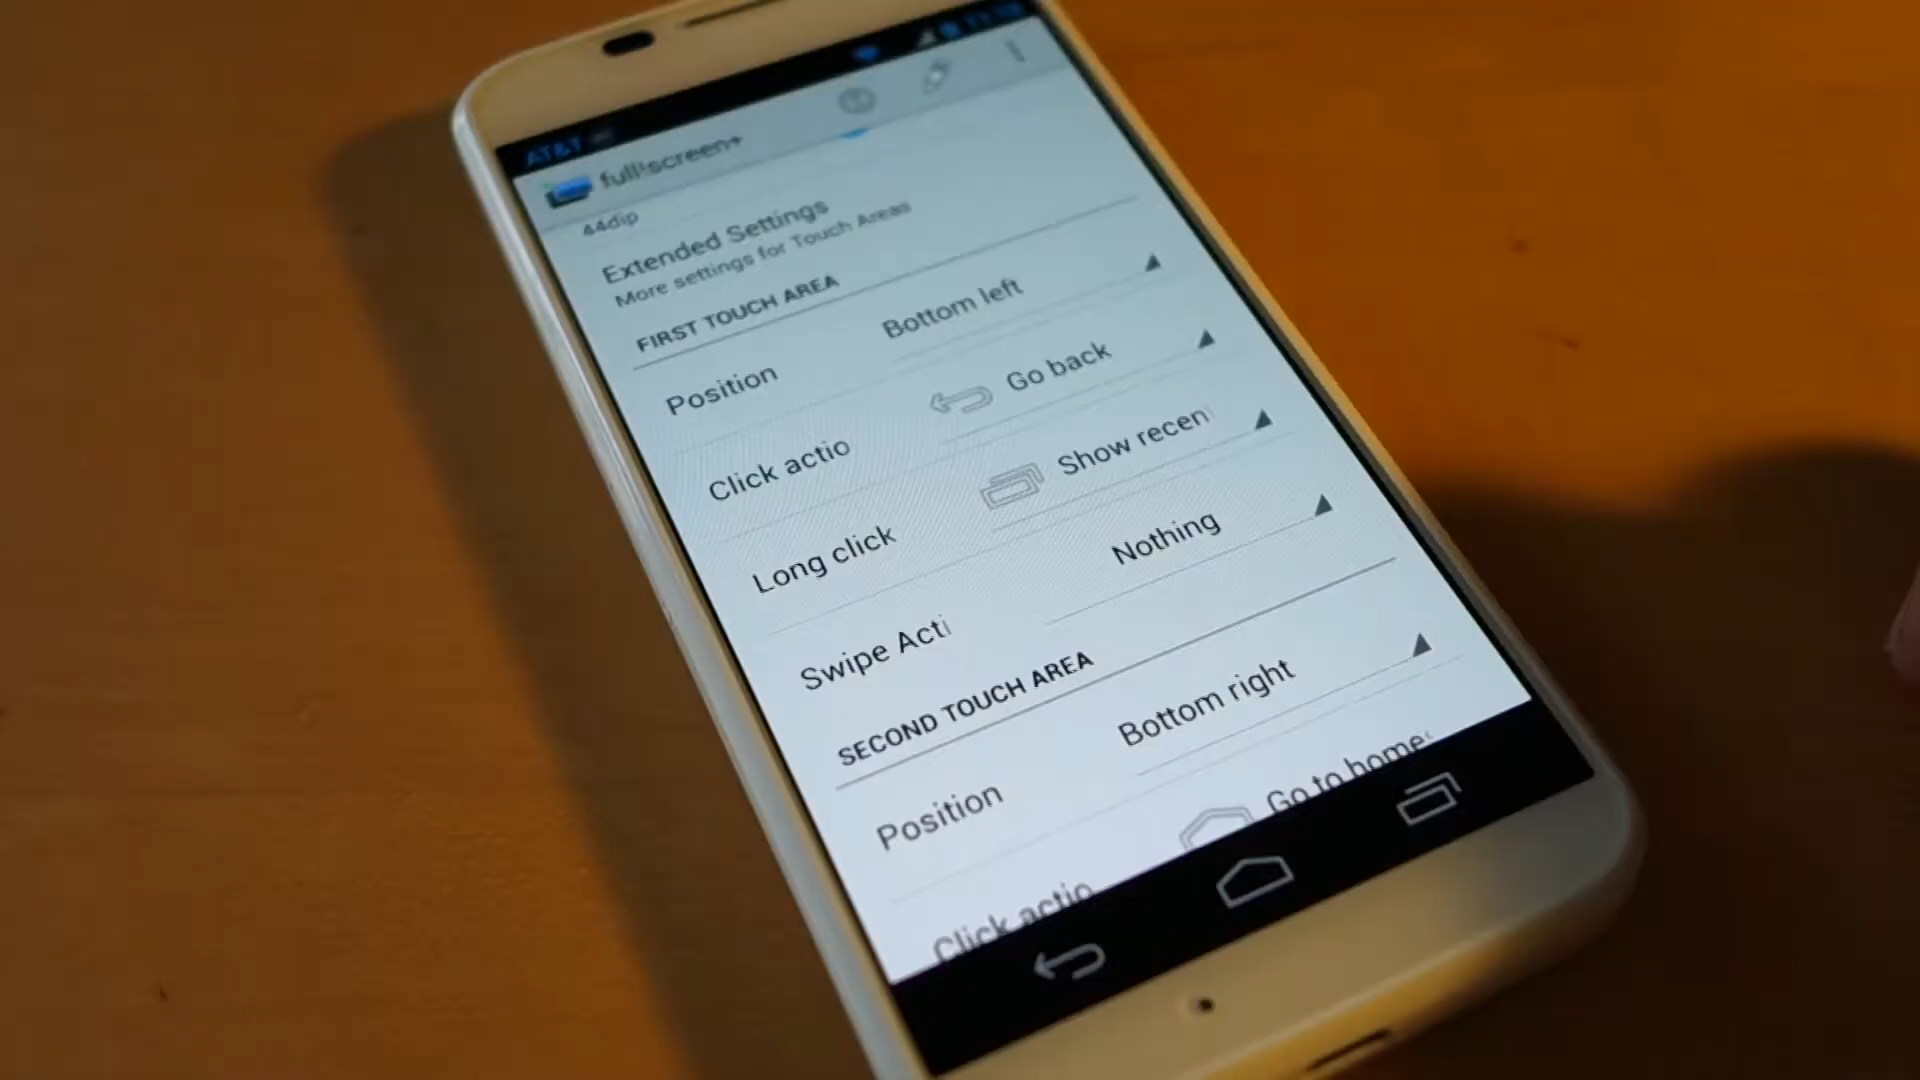 AT&T
full!screen+
44dip
Extended Settings
More settings for Touch Areas
FIRST TOUCH AREA
Position Bottom left
Click actio Go back
Long click Show recen
Swipe Acti Nothing
SECOND TOUCH AREA
Position Bottom right
Click actio Go to home